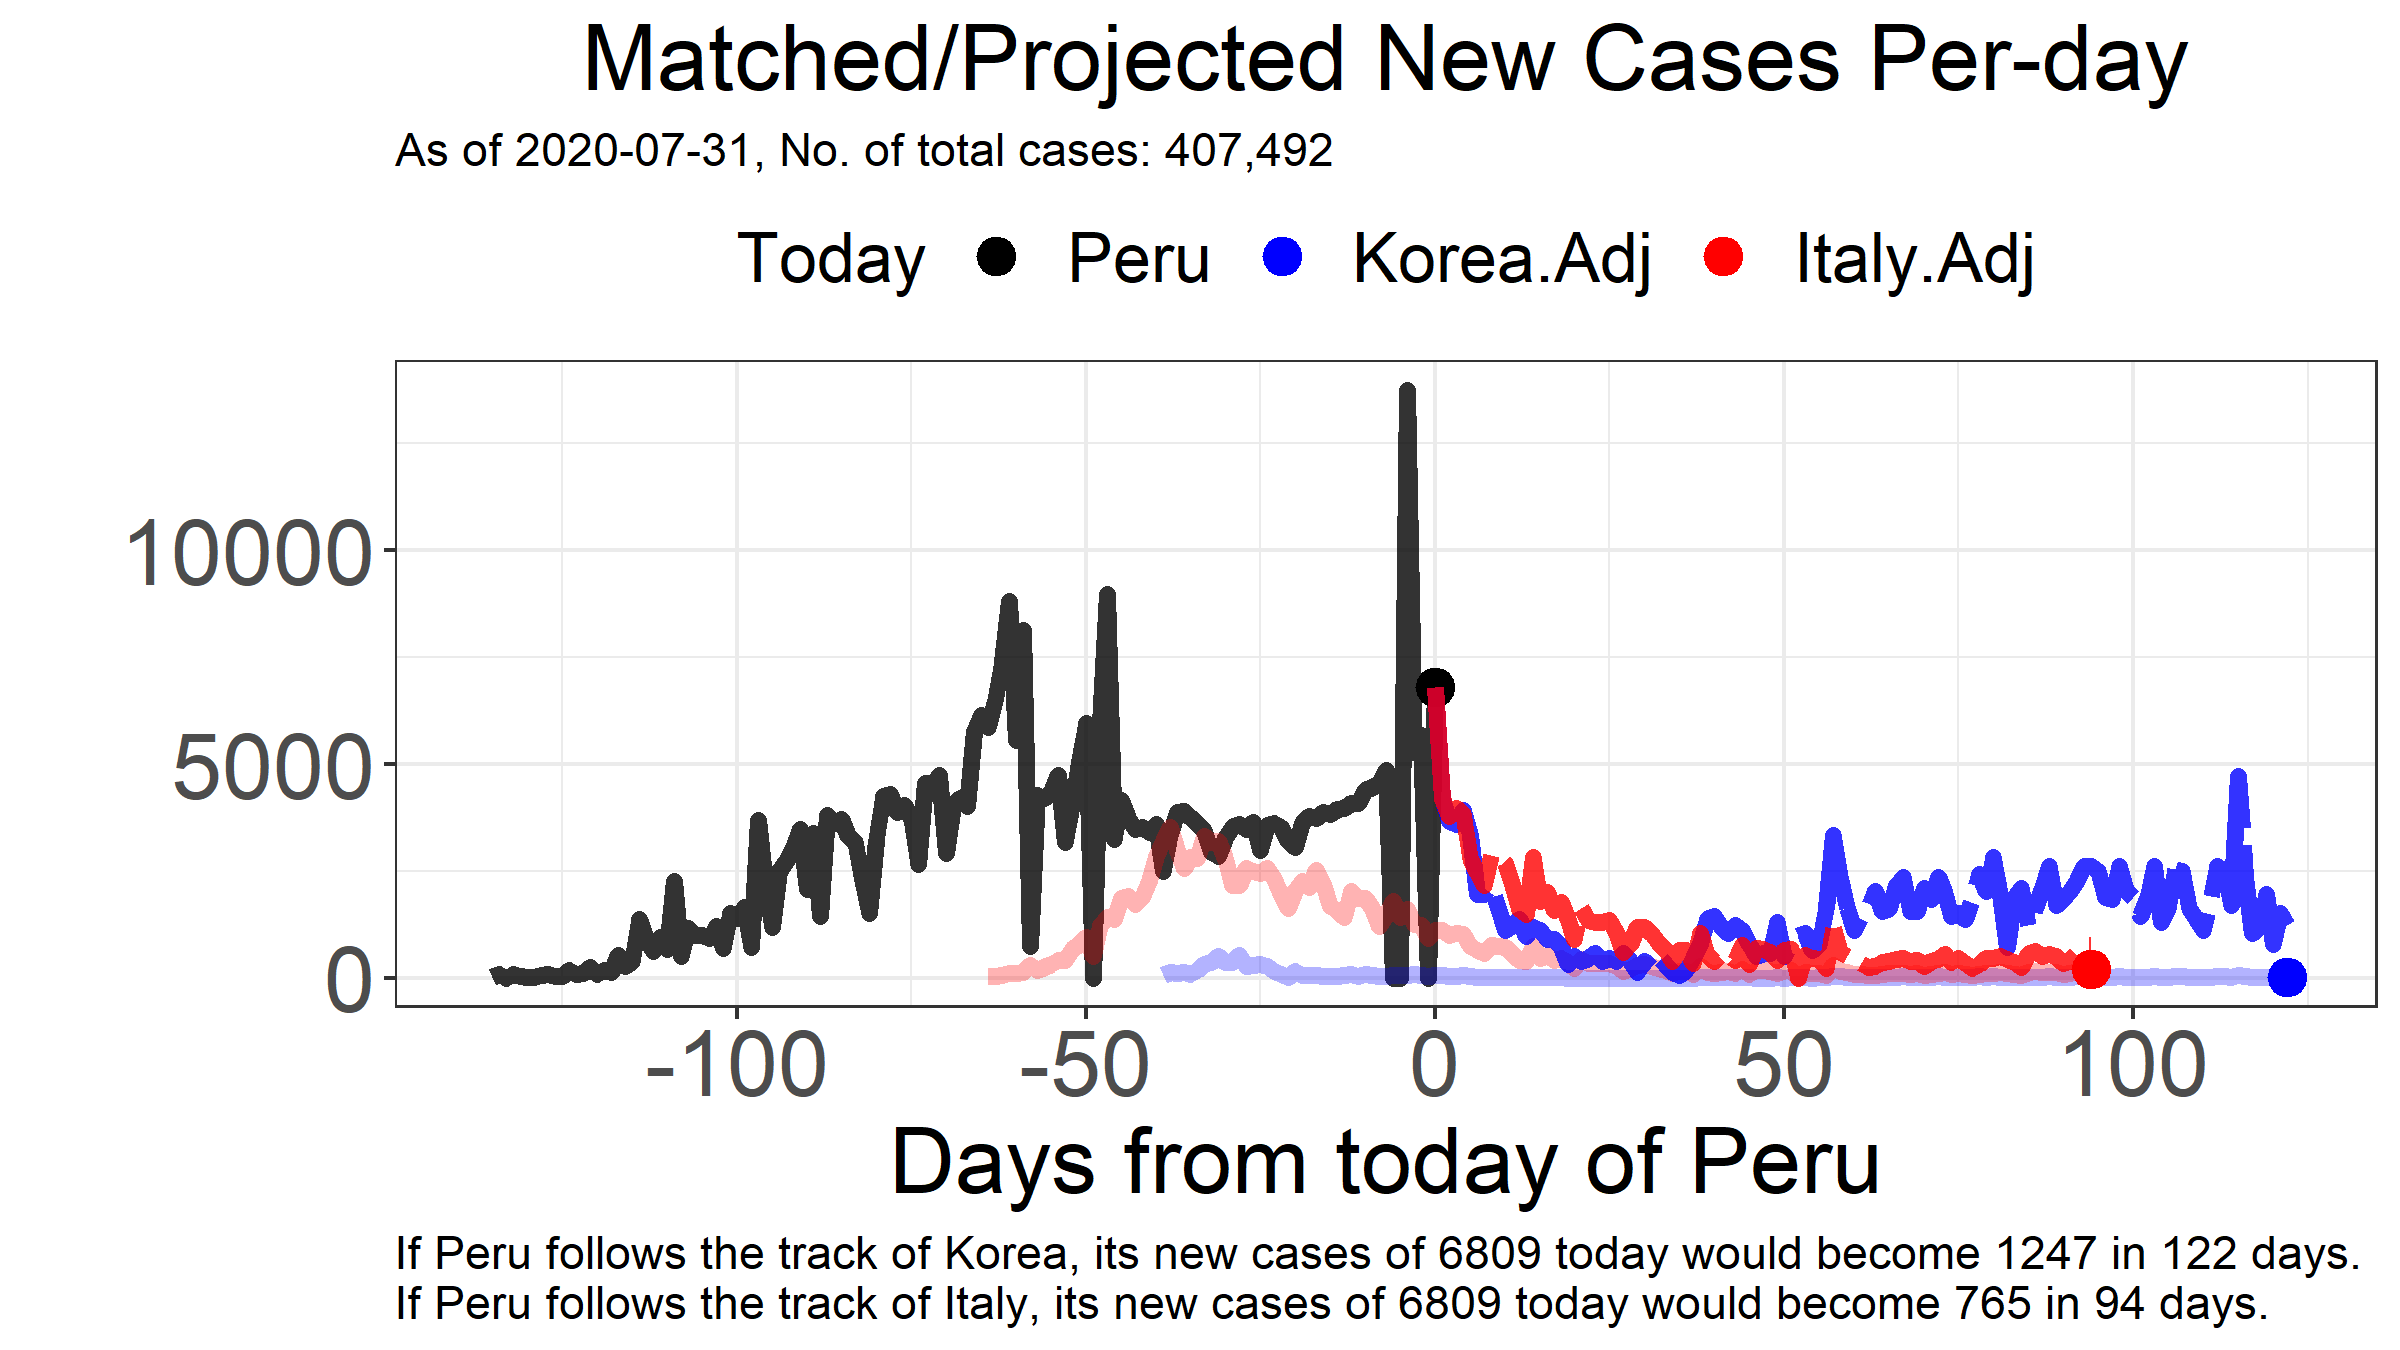 Matched/Projected New Cases Per-day
As of 2020-07-31, No. of total cases: 407,492
Today Peru Korea.Adj Italy.Adj
10000
5000
0
-100 -50 0 50 100
Days from today of Peru
If Peru follows the track of Korea, its new cases of 6809 today would become 1247 in 122 days.
If Peru follows the track of Italy, its new cases of 6809 today would become 765 in 94 days.